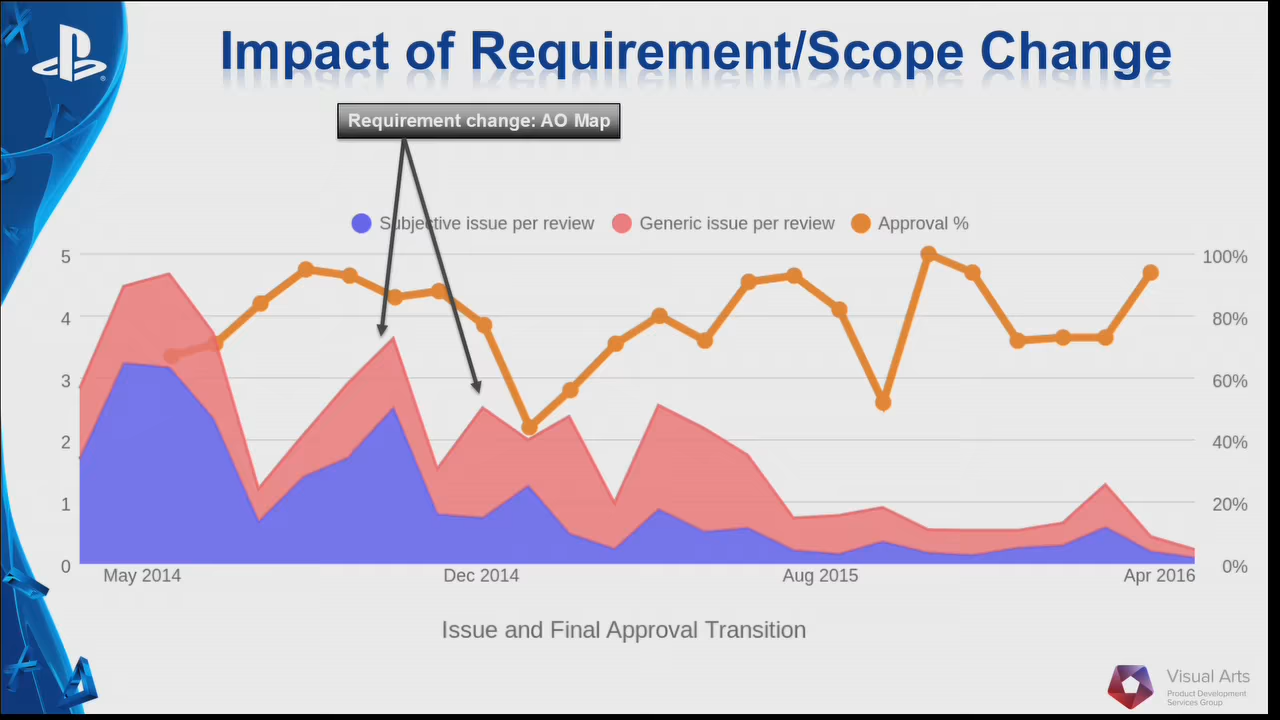 Impact of Requirement/Scope Change
Requirement change: AO Map
Subjective issue per review
Generic issue per review
Approval %
5
4
3
2
1
0
100%
80%
60%
40%
20%
0%
May 2014
Dec 2014
Aug 2015
Apr 2016
Issue and Final Approval Transition
Visual Arts
Product Development
Services Group